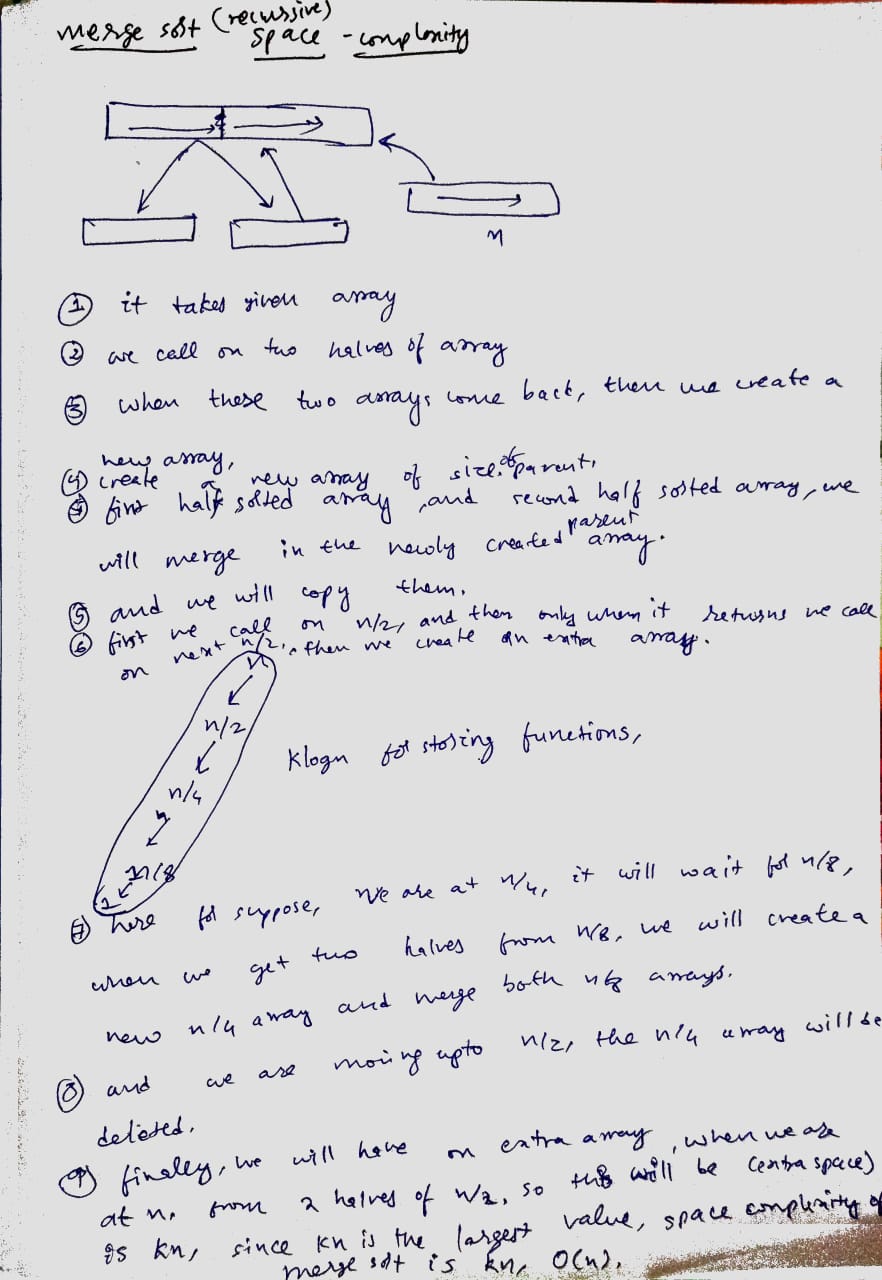 merge sort (recussive)
space - complexity
n
① it takes given array
② we call on two halves of array
③ when these two arrays come back, then we create a
new array,
④ create a new array of size of parent,
④ first half sorted array, and second half sorted array, we
will merge in the newly created parent array.
⑤ and we will copy them.
⑥ first we call on n/2, and then only when it returns we call
on next n/2, then we create an extra array.
n
n/2
klogn for storing functions,
n/4
n/8
1
⑦ here for suppose, we are at n/4, it will wait for n/8,
when we get two halves from n/8, we will create a
new n/4 array and merge both n/8 arrays.
⑧ and we are moving upto n/2, the n/4 array will be
deleted.
⑨ finally, we will have n extra array, when we are
at n, from 2 halves of n/2, so this will be (extra space)
is kn, since kn is the largest value, space complexity of
merge sort is kn, O(n).